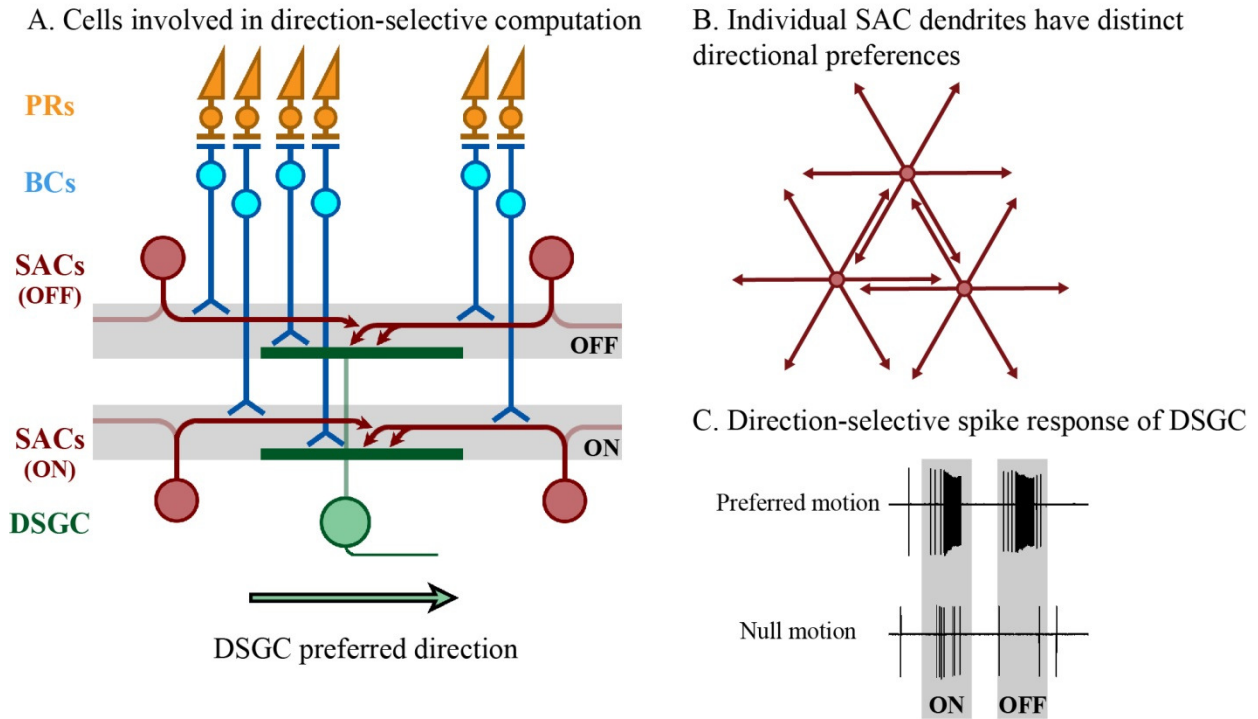 A. Cells involved in direction-selective computation
PRs
BCs
SACs
(OFF)
OFF
SACs
(ON)
ON
DSGC
DSGC preferred direction
B. Individual SAC dendrites have distinct
directional preferences
C. Direction-selective spike response of DSGC
Preferred motion
Null motion
ON
OFF